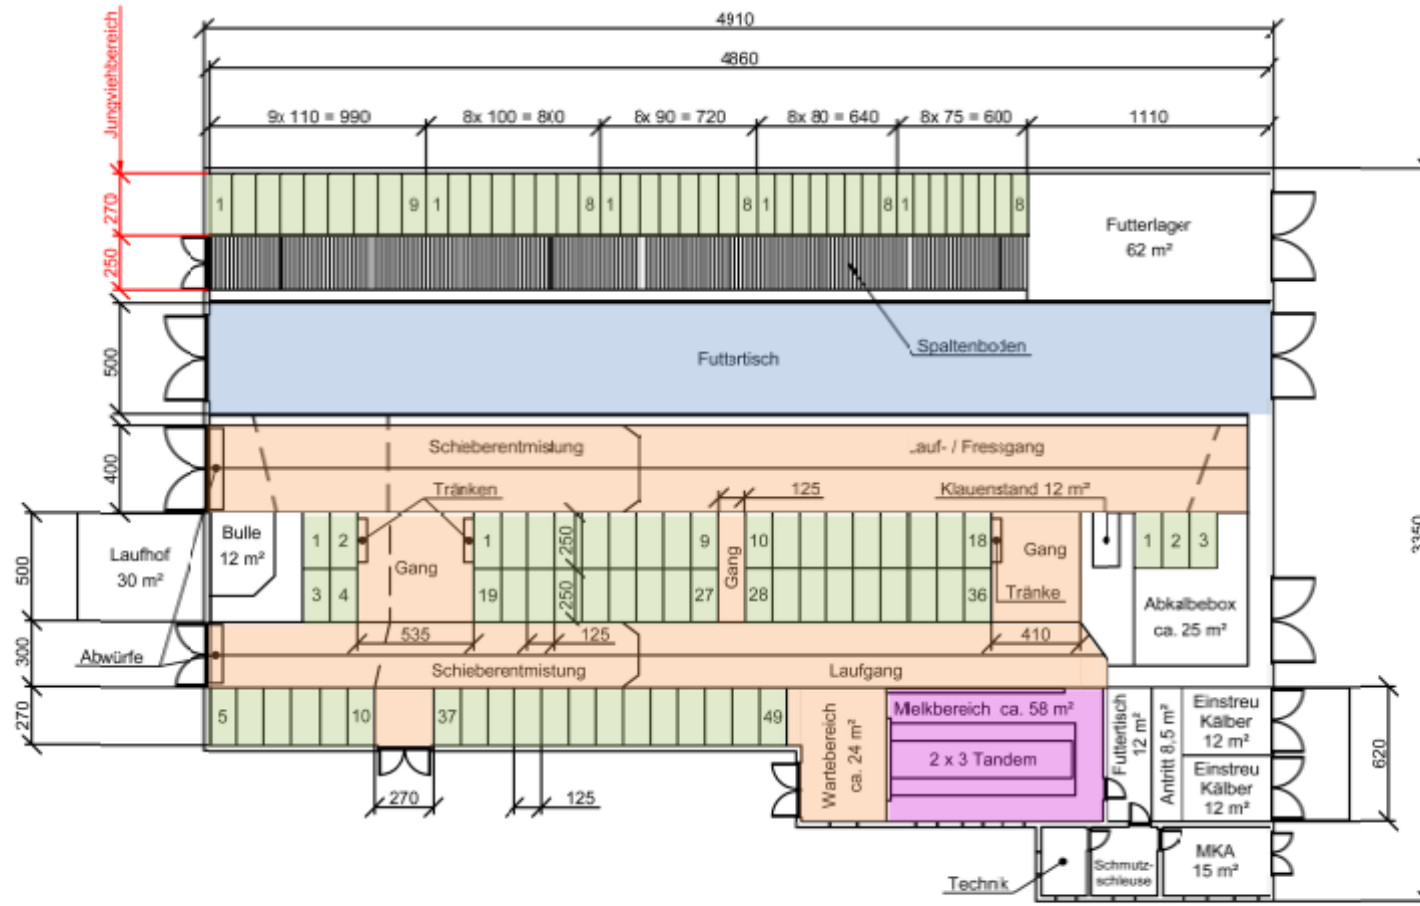 4910
4860
Jungviehbereich
9x 110 = 990
8x 100 = 800
8x 90 = 720
8x 80 = 640
8x 75 = 600
1110
270
1
9
1
8
1
8
1
8
1
8
Futterlager
62 m²
250
Spaltenboden
500
Futtertisch
400
Schieberentmistung
Lauf- / Fressgang
Tränken
125
Klauenstand 12 m²
3350
500
Laufhof
30 m²
Bulle
12 m²
1
2
3
4
Gang
1
250
9
Gang
10
18
Gang
1
2
3
19
250
27
28
36
Tränke
Abkalbebox
ca. 25 m²
300
Abwürfe
535
125
410
Schieberentmistung
Laufgang
270
5
10
37
49
Wartebereich
ca. 24 m²
Melkbereich ca. 58 m²
2 x 3 Tandem
Futtertisch
12 m²
Antritt 8,5 m²
Einstreu
Kälber
12 m²
Einstreu
Kälber
12 m²
620
270
125
Technik
Schmutz-
schleuse
MKA
15 m²